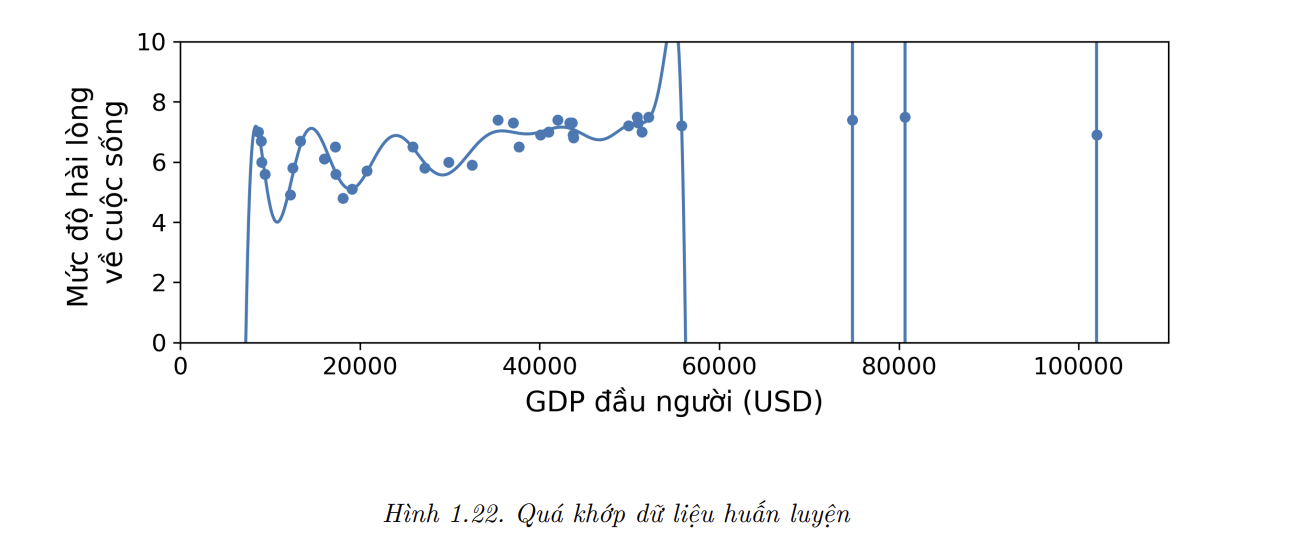 10
8
6
4
2
0
Mức độ hài lòng
về cuộc sống
0 20000 40000 60000 80000 100000
GDP đầu người (USD)
Hình 1.22. Quá khớp dữ liệu huấn luyện